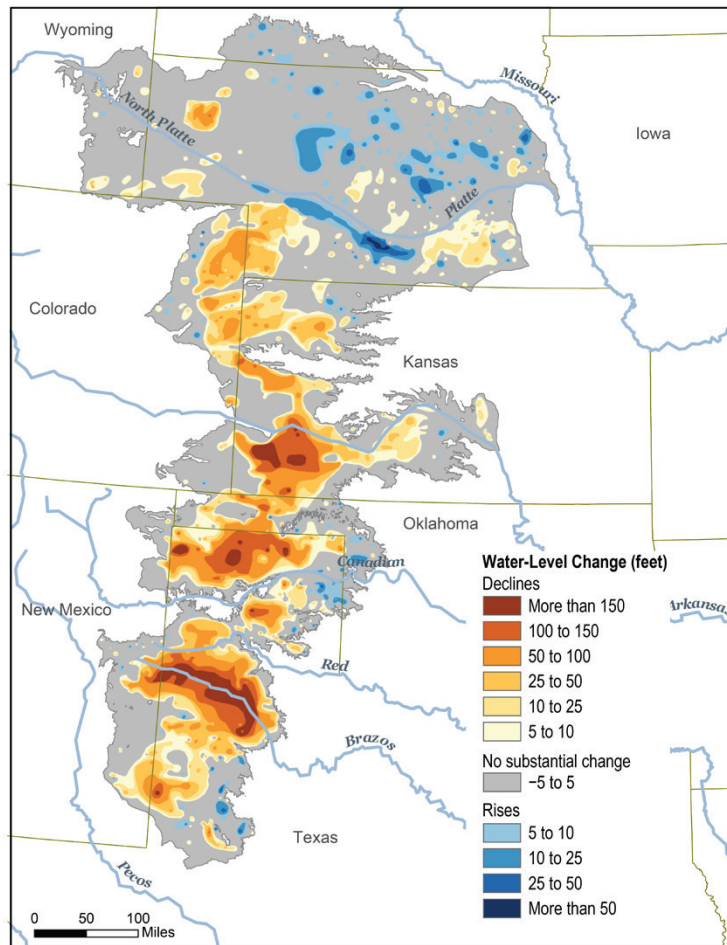 Wyoming
Missouri
North Platte
Iowa
Platte
Colorado
Kansas
Oklahoma
Canadian
New Mexico
Arkansas
Red
Brazos
Texas
Pecos
Water-Level Change (feet)
Declines
More than 150
100 to 150
50 to 100
25 to 50
10 to 25
5 to 10
No substantial change
−5 to 5
Rises
5 to 10
10 to 25
25 to 50
More than 50
0 50 100
Miles